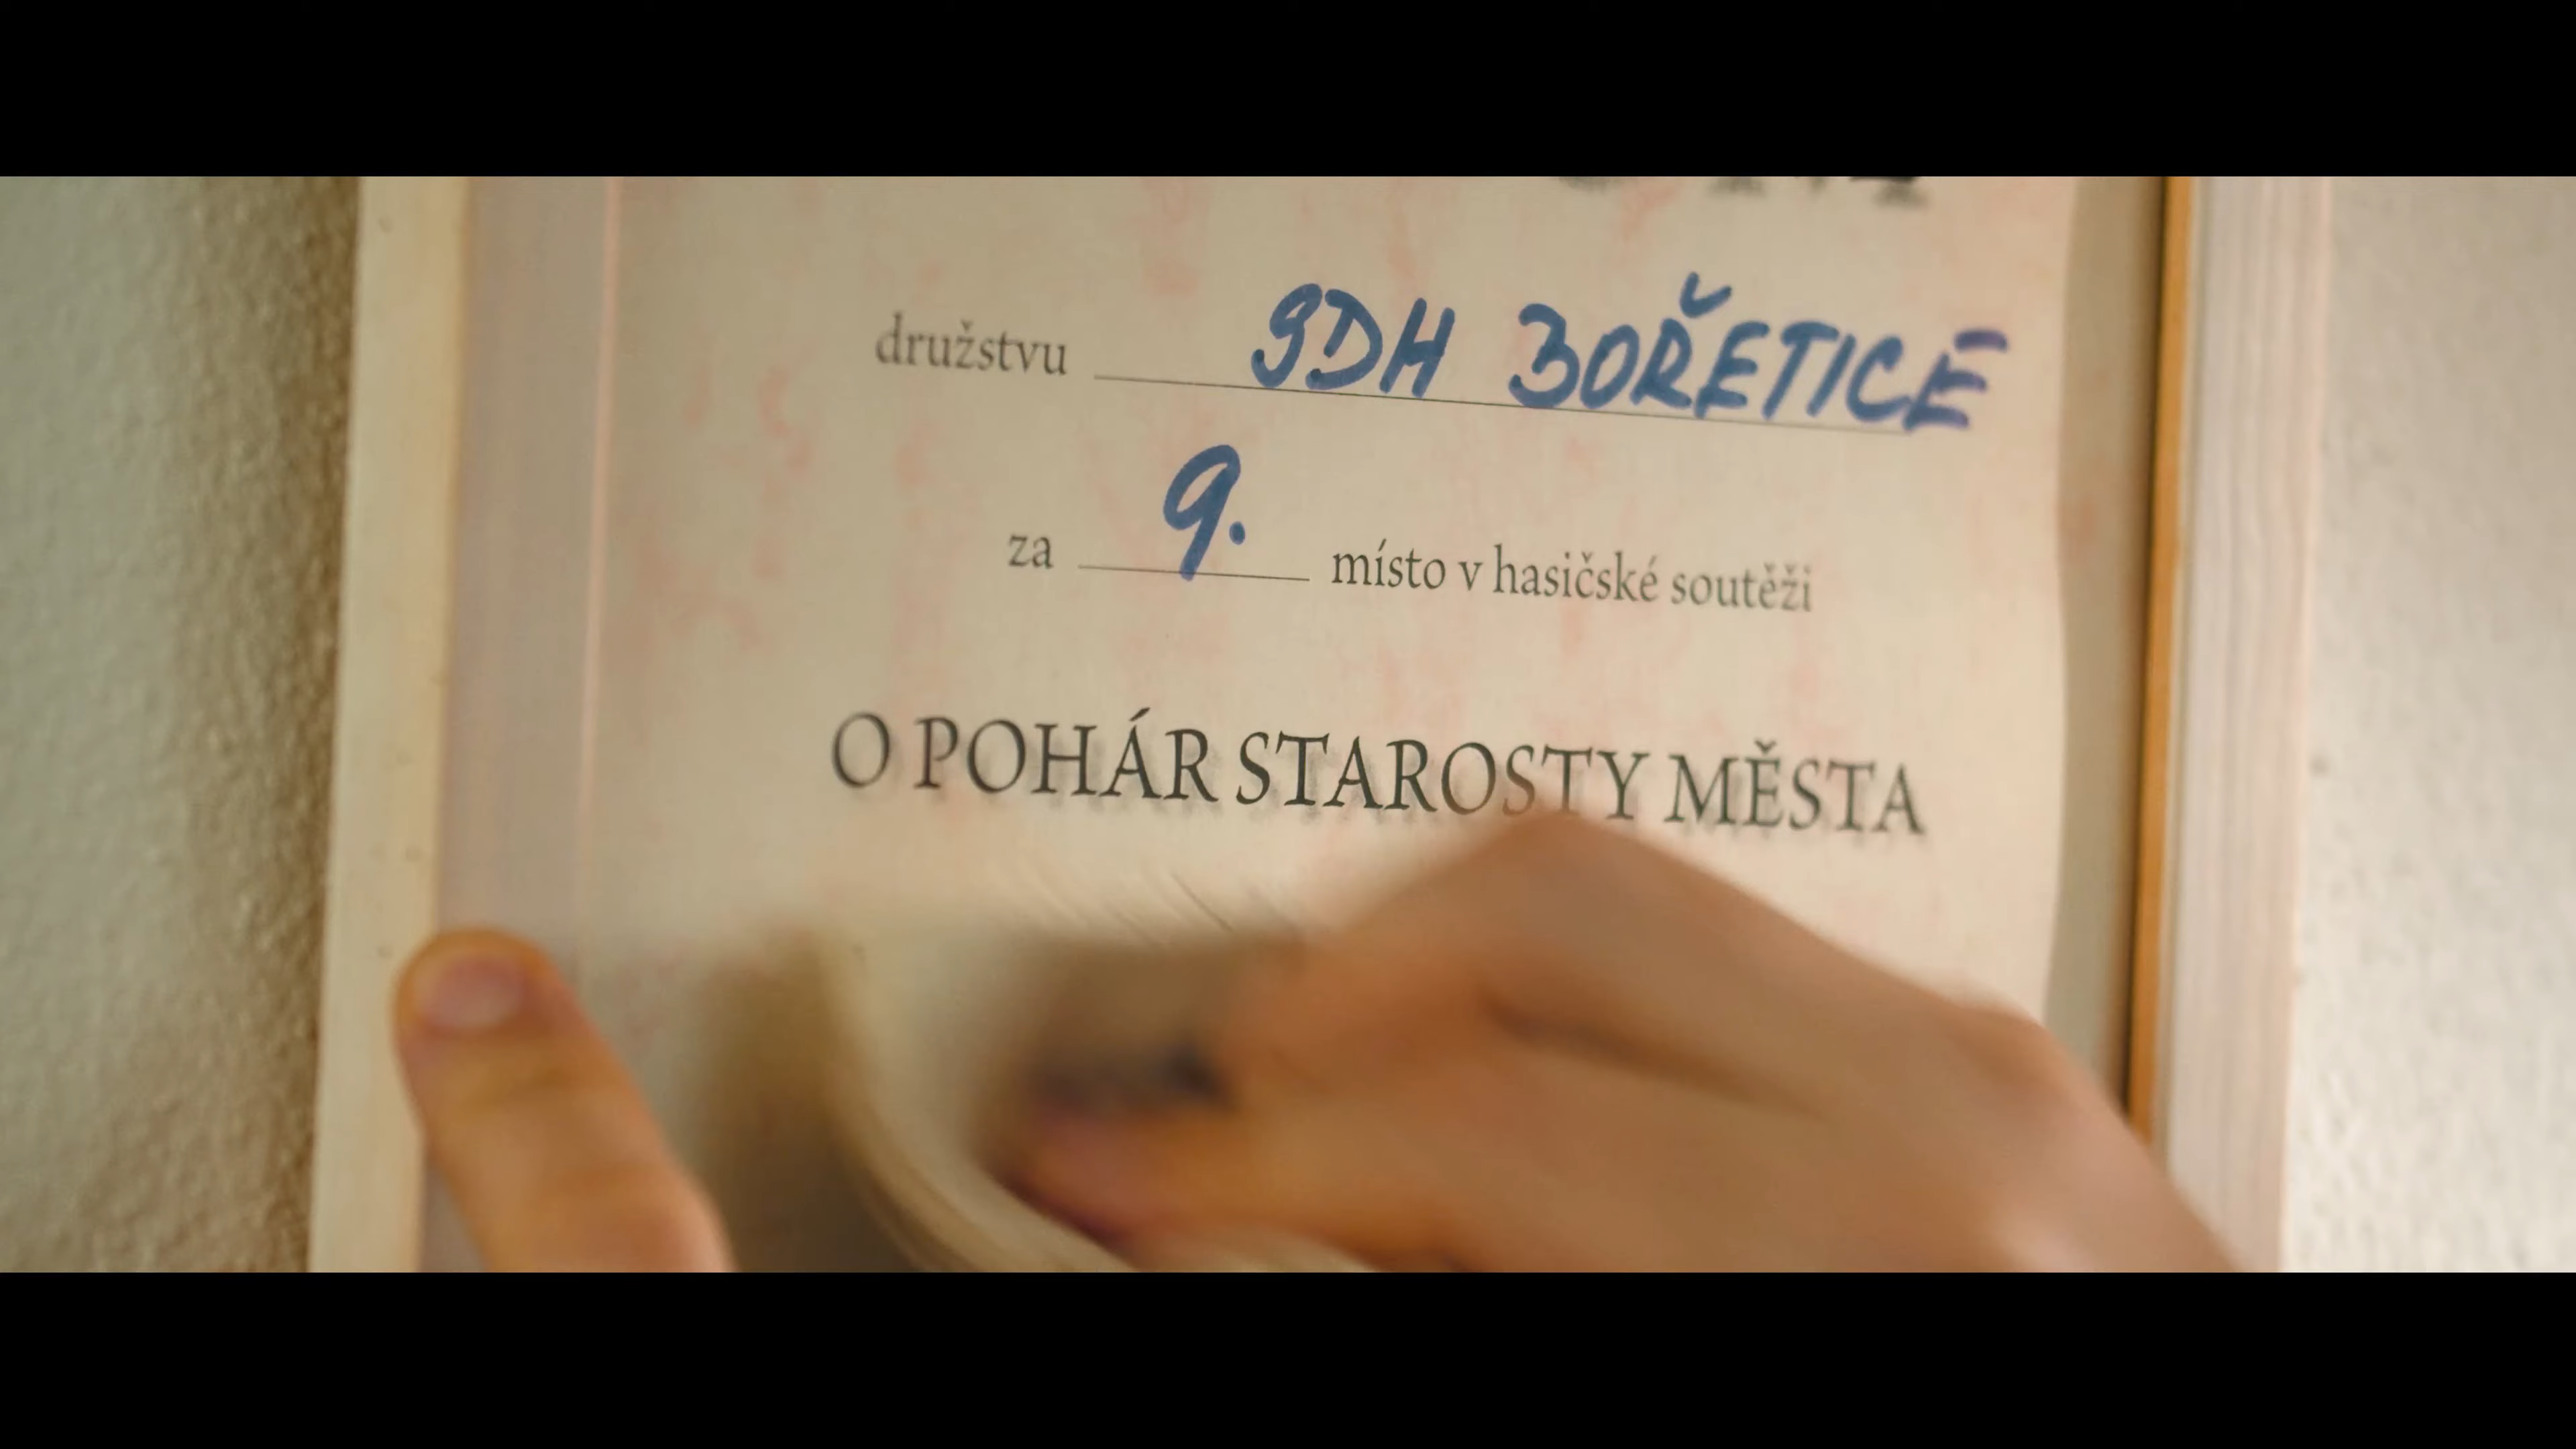 družstvu SDH BOŘETICE
za 9. místo v hasičské soutěži
O POHÁR STAROSTY MĚSTA